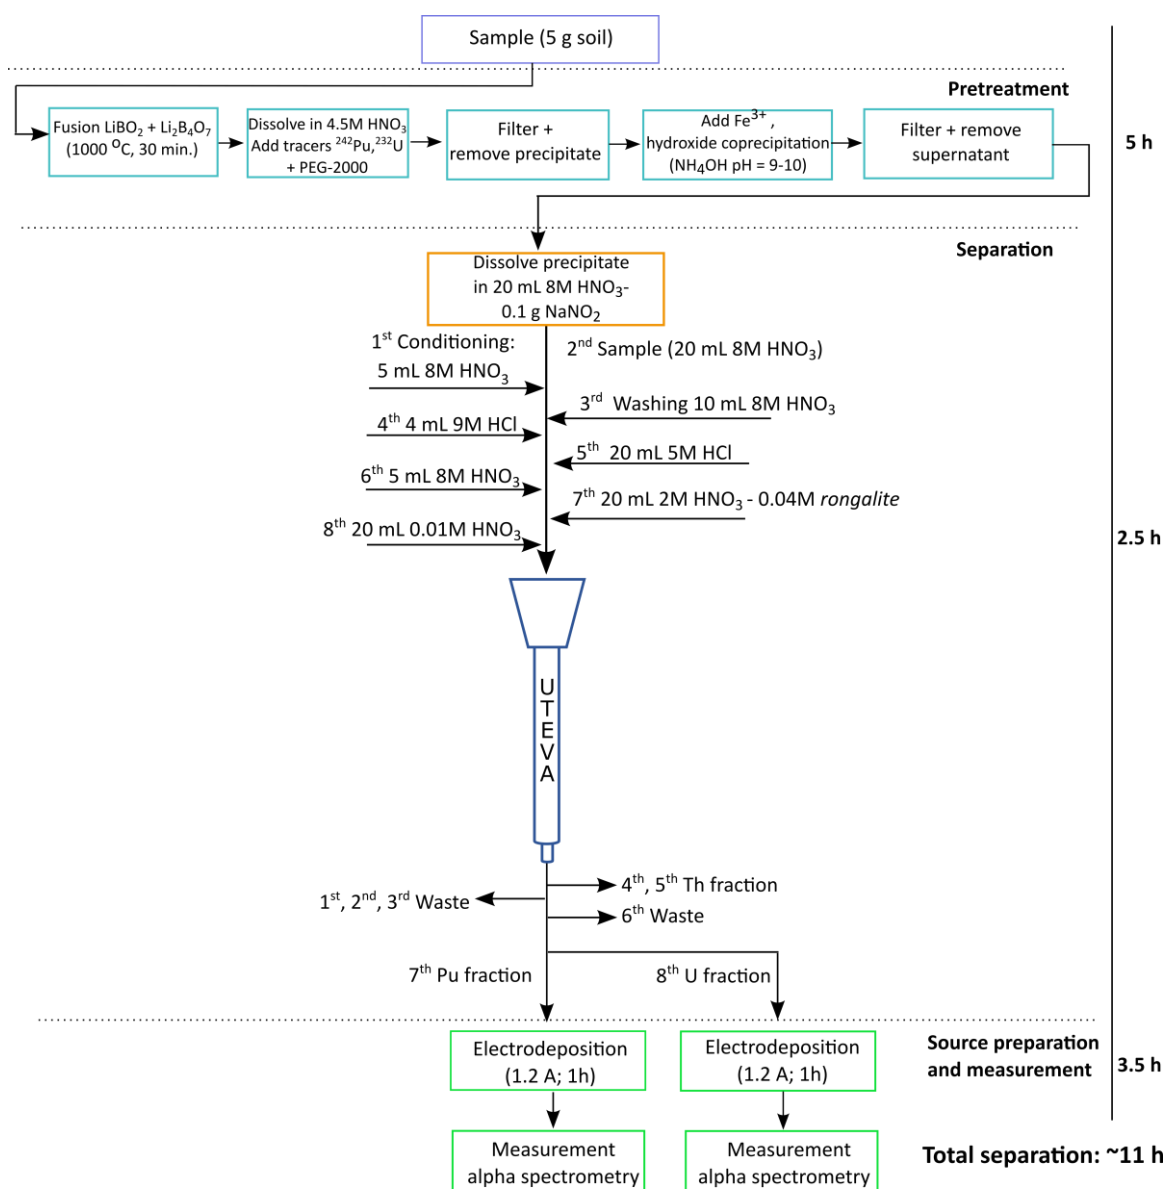 Sample (5 g soil)
Pretreatment
Fusion LiBO₂ + Li₂B₄O₇
(1000 ⁰C, 30 min.)
Dissolve in 4.5M HNO₃
Add tracers ²⁴²Pu,²³²U
+ PEG-2000
Filter +
remove precipitate
Add Fe³⁺ ,
hydroxide coprecipitation
(NH₄OH pH = 9-10)
Filter + remove
supernatant
5 h
Separation
Dissolve precipitate
in 20 mL 8M HNO₃-
0.1 g NaNO₂
1ˢᵗ Conditioning:
5 mL 8M HNO₃
2ⁿᵈ Sample (20 mL 8M HNO₃)
3ʳᵈ Washing 10 mL 8M HNO₃
4ᵗʰ 4 mL 9M HCl
5ᵗʰ 20 mL 5M HCl
6ᵗʰ 5 mL 8M HNO₃
7ᵗʰ 20 mL 2M HNO₃ - 0.04M rongalite
8ᵗʰ 20 mL 0.01M HNO₃
2.5 h
UTEVA
4ᵗʰ, 5ᵗʰ Th fraction
1ˢᵗ, 2ⁿᵈ, 3ʳᵈ Waste
6ᵗʰ Waste
7ᵗʰ Pu fraction
8ᵗʰ U fraction
Source preparation
and measurement
3.5 h
Electrodeposition
(1.2 A; 1h)
Electrodeposition
(1.2 A; 1h)
Measurement
alpha spectrometry
Measurement
alpha spectrometry
Total separation: ~11 h